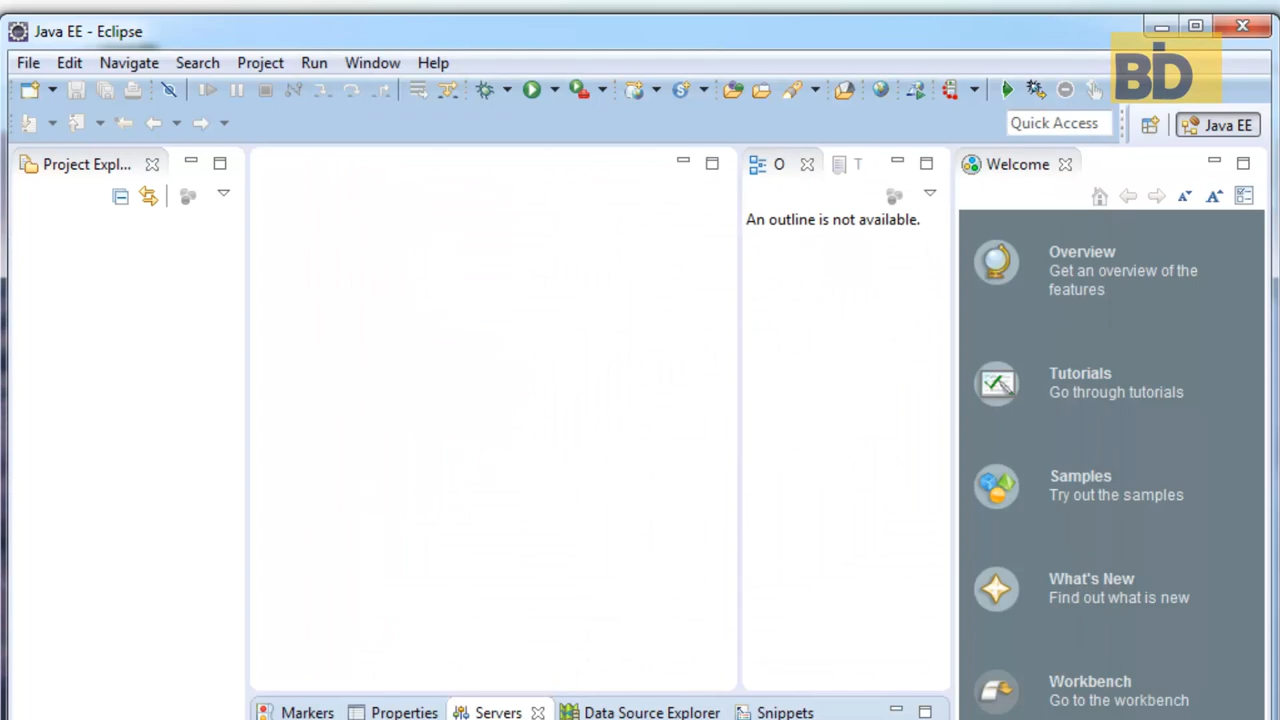 Java EE - Eclipse
BD
File Edit Navigate Search Project Run Window Help
Quick Access
Java EE
Project Expl...
O
T
Welcome
An outline is not available.
Overview
Get an overview of the
features
Tutorials
Go through tutorials
Samples
Try out the samples
What's New
Find out what is new
Workbench
Go to the workbench
Markers Properties Servers Data Source Explorer Snippets